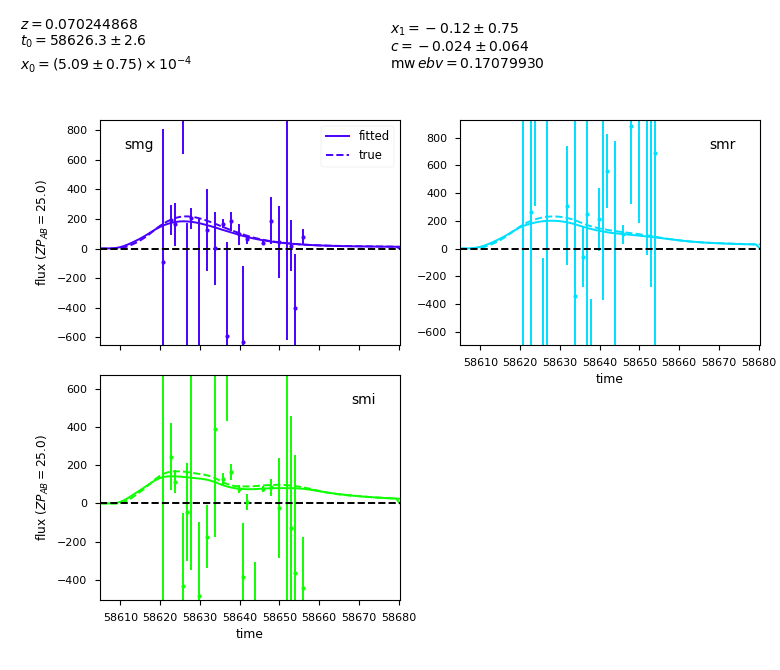 z = 0.070244868
t₀ = 58626.3 ± 2.6
x₀ = (5.09 ± 0.75) × 10⁻⁴
x₁ = −0.12 ± 0.75
c = −0.024 ± 0.064
mw ebv = 0.17079930
smg
fitted
true
800
600
400
200
0
−200
−400
−600
flux (ZP_AB = 25.0)
smr
800
600
400
200
0
−200
−400
−600
58610 58620 58630 58640 58650 58660 58670 58680
time
smi
600
400
200
0
−200
−400
flux (ZP_AB = 25.0)
58610 58620 58630 58640 58650 58660 58670 58680
time